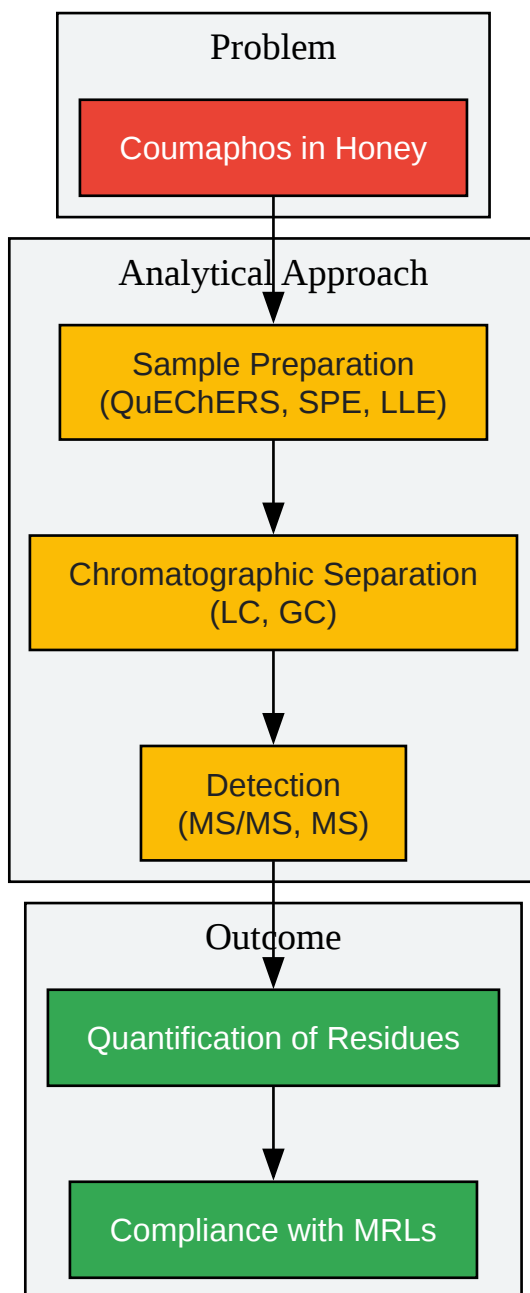 Problem
Coumaphos in Honey
Analytical Approach
Sample Preparation
(QuEChERS, SPE, LLE)
Chromatographic Separation
(LC, GC)
Detection
(MS/MS, MS)
Outcome
Quantification of Residues
Compliance with MRLs